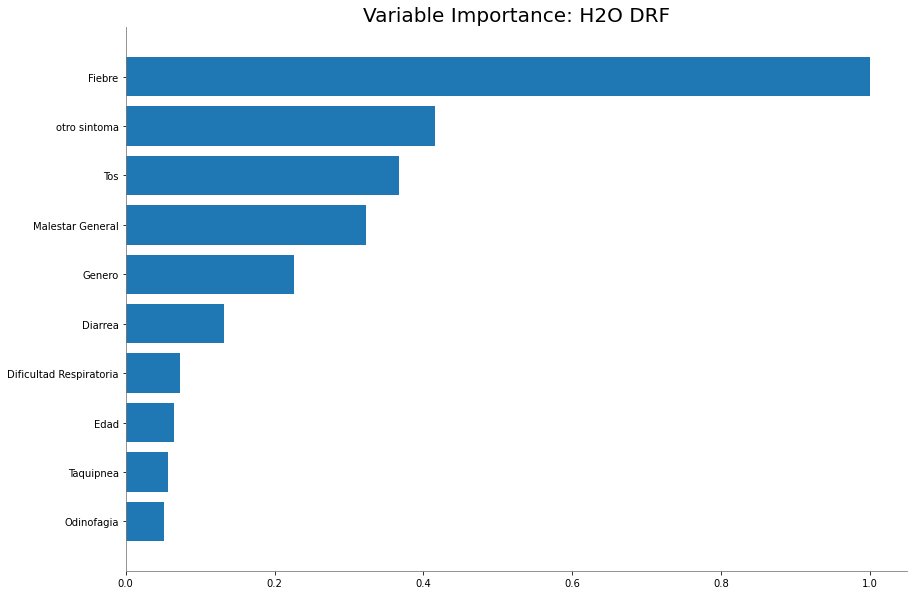 Variable Importance: H2O DRF
Fiebre
otro sintoma
Tos
Malestar General
Genero
Diarrea
Dificultad Respiratoria
Edad
Taquipnea
Odinofagia
0.0 0.2 0.4 0.6 0.8 1.0